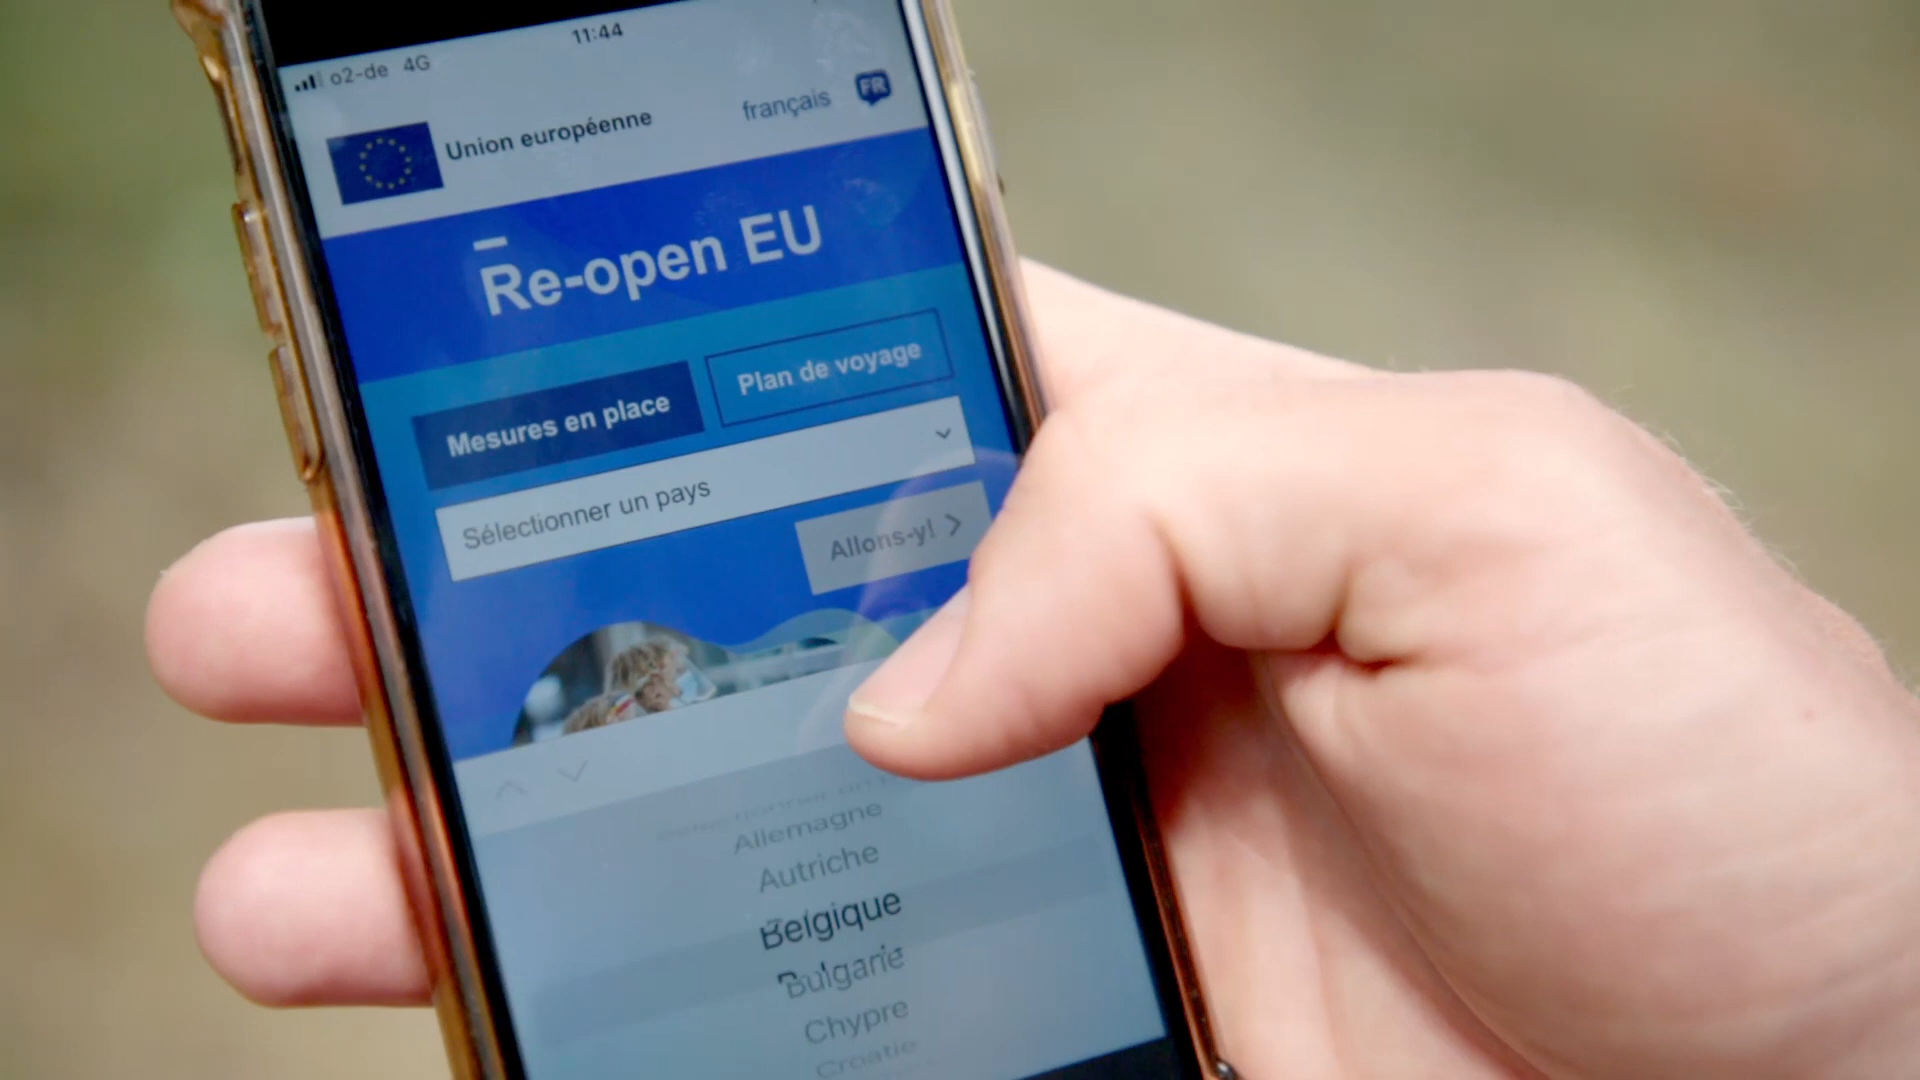 11:44
o2-de 4G
Union européenne
français FR
Re-open EU
Mesures en place
Plan de voyage
Sélectionner un pays
Allons-y!
Allemagne
Autriche
Belgique
Bulgarie
Chypre
Croatie